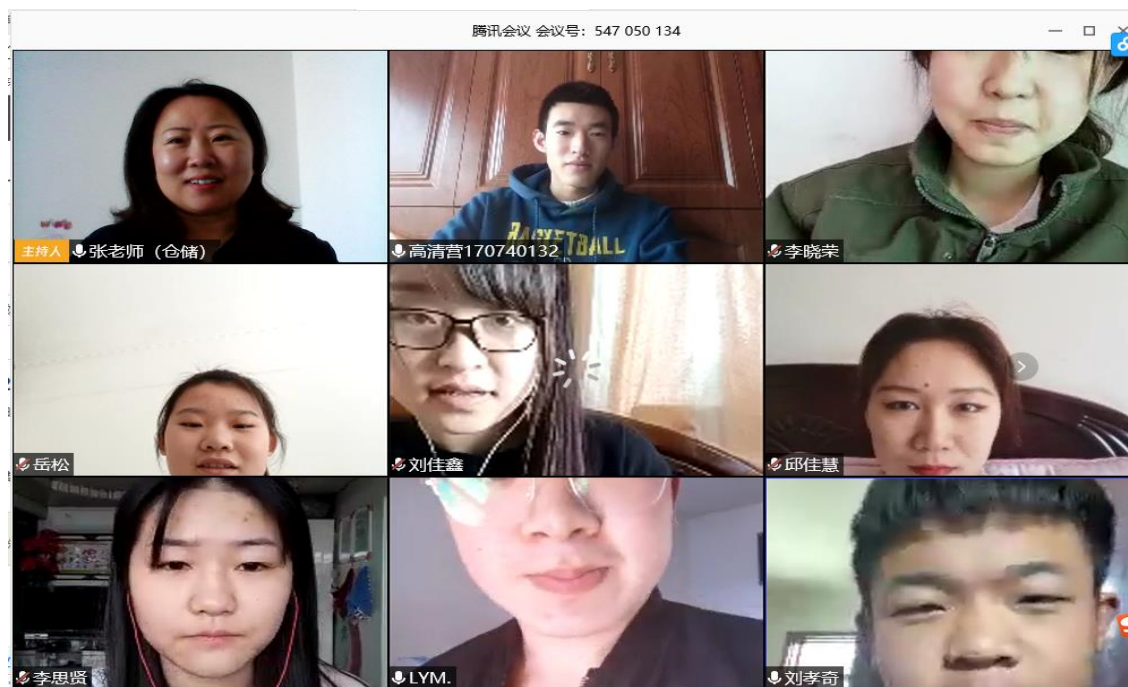 腾讯会议 会议号：547 050 134
主持人 张老师（仓储）
高清营170740132
李晓荣
BASKETBALL
岳松
刘佳鑫
邱佳慧
李思贤
LYM.
刘孝奇